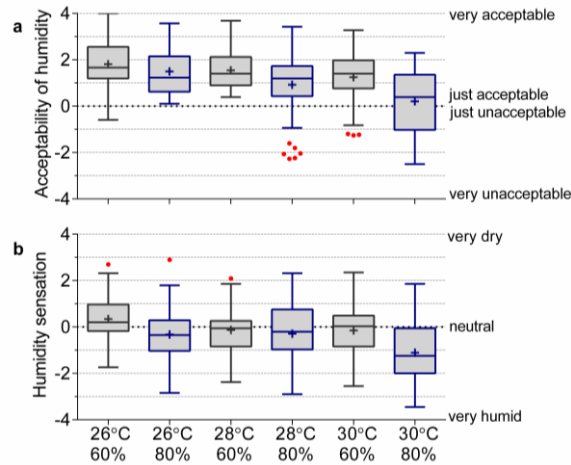 a
Acceptability of humidity
4
2
0
-2
-4
very acceptable
just acceptable
just unacceptable
very unacceptable
b
Humidity sensation
4
2
0
-2
-4
very dry
neutral
very humid
26°C 26°C 28°C 28°C 30°C 30°C
60% 80% 60% 80% 60% 80%